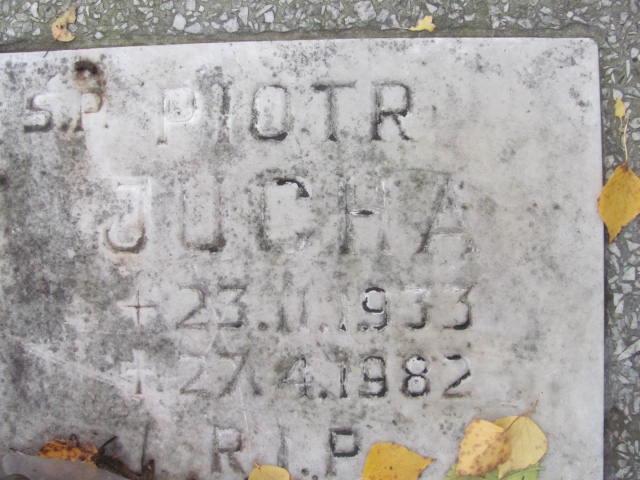 S.P. PIOTR
JUCHA
+ 23.11.1933
+ 27.4.1982
R.I.P.